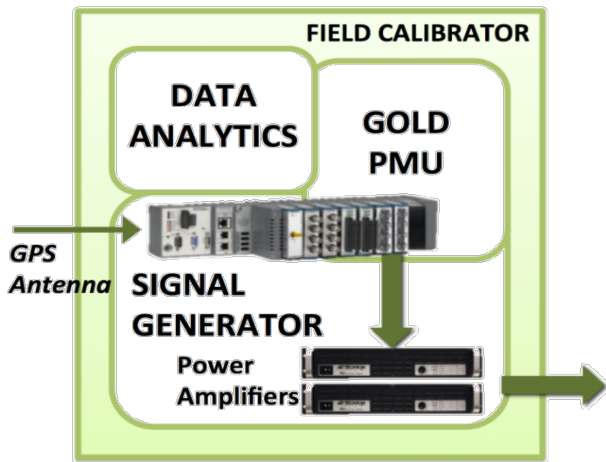 FIELD CALIBRATOR
DATA
ANALYTICS
GOLD
PMU
GPS
Antenna
SIGNAL
GENERATOR
Power
Amplifiers